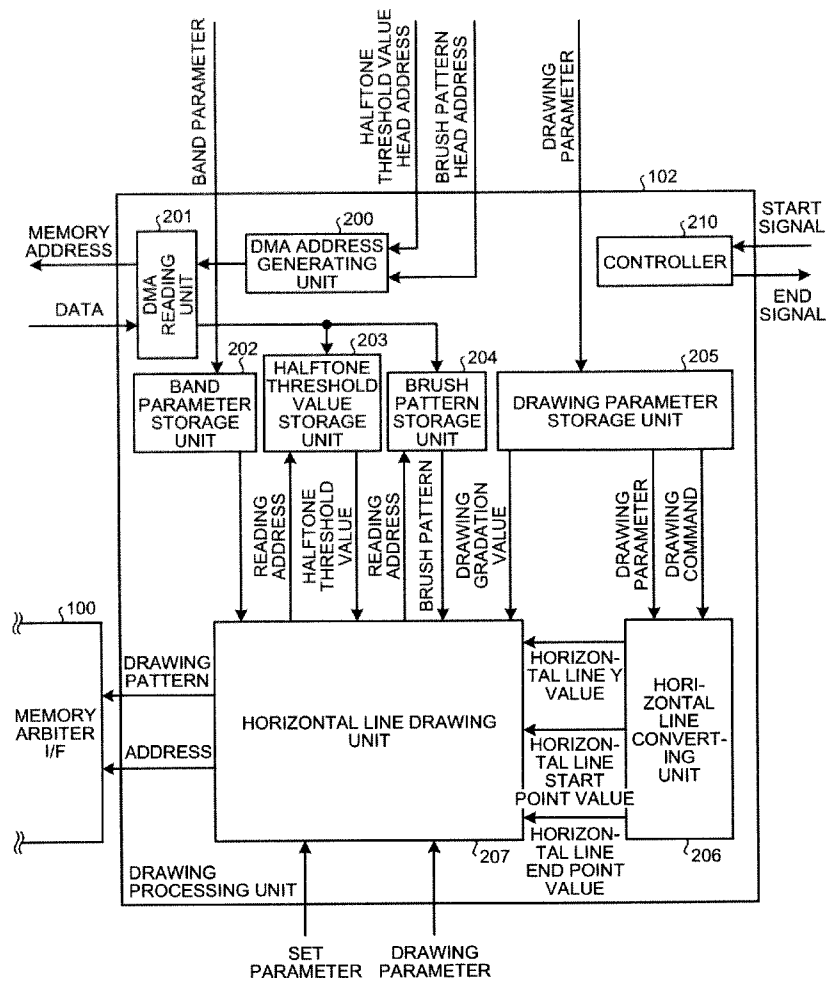 BAND PARAMETER
HALFTONE
THRESHOLD VALUE
HEAD ADDRESS
BRUSH PATTERN
HEAD ADDRESS
DRAWING
PARAMETER
102
MEMORY
ADDRESS
201
200
DMA ADDRESS
GENERATING
UNIT
210
CONTROLLER
START
SIGNAL
END
SIGNAL
DATA
DMA
READING
UNIT
202
BAND
PARAMETER
STORAGE
UNIT
203
HALFTONE
THRESHOLD
VALUE
STORAGE
UNIT
204
BRUSH
PATTERN
STORAGE
UNIT
205
DRAWING PARAMETER
STORAGE UNIT
READING
ADDRESS
HALFTONE
THRESHOLD
VALUE
READING
ADDRESS
BRUSH PATTERN
DRAWING
GRADATION
VALUE
DRAWING
PARAMETER
DRAWING
COMMAND
100
MEMORY
ARBITER
I/F
DRAWING
PATTERN
ADDRESS
HORIZONTAL LINE DRAWING
UNIT
207
HORIZON-
TAL LINE Y
VALUE
HORIZON-
TAL LINE
START
POINT VALUE
HORIZON-
TAL LINE
END POINT
VALUE
HORI-
ZONTAL
LINE
CONVERT-
ING
UNIT
206
DRAWING
PROCESSING UNIT
SET
PARAMETER
DRAWING
PARAMETER